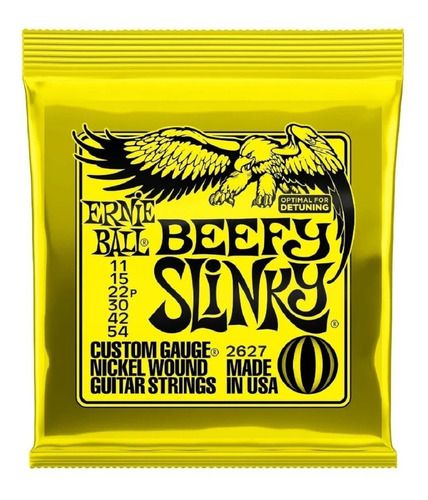 OPTIMAL FOR
DETUNING
ERNIE
BALL®
BEEFY
SLINKY®
11
15
22P
30
42
54
CUSTOM GAUGE®
NICKEL WOUND
GUITAR STRINGS
2627
MADE
IN USA